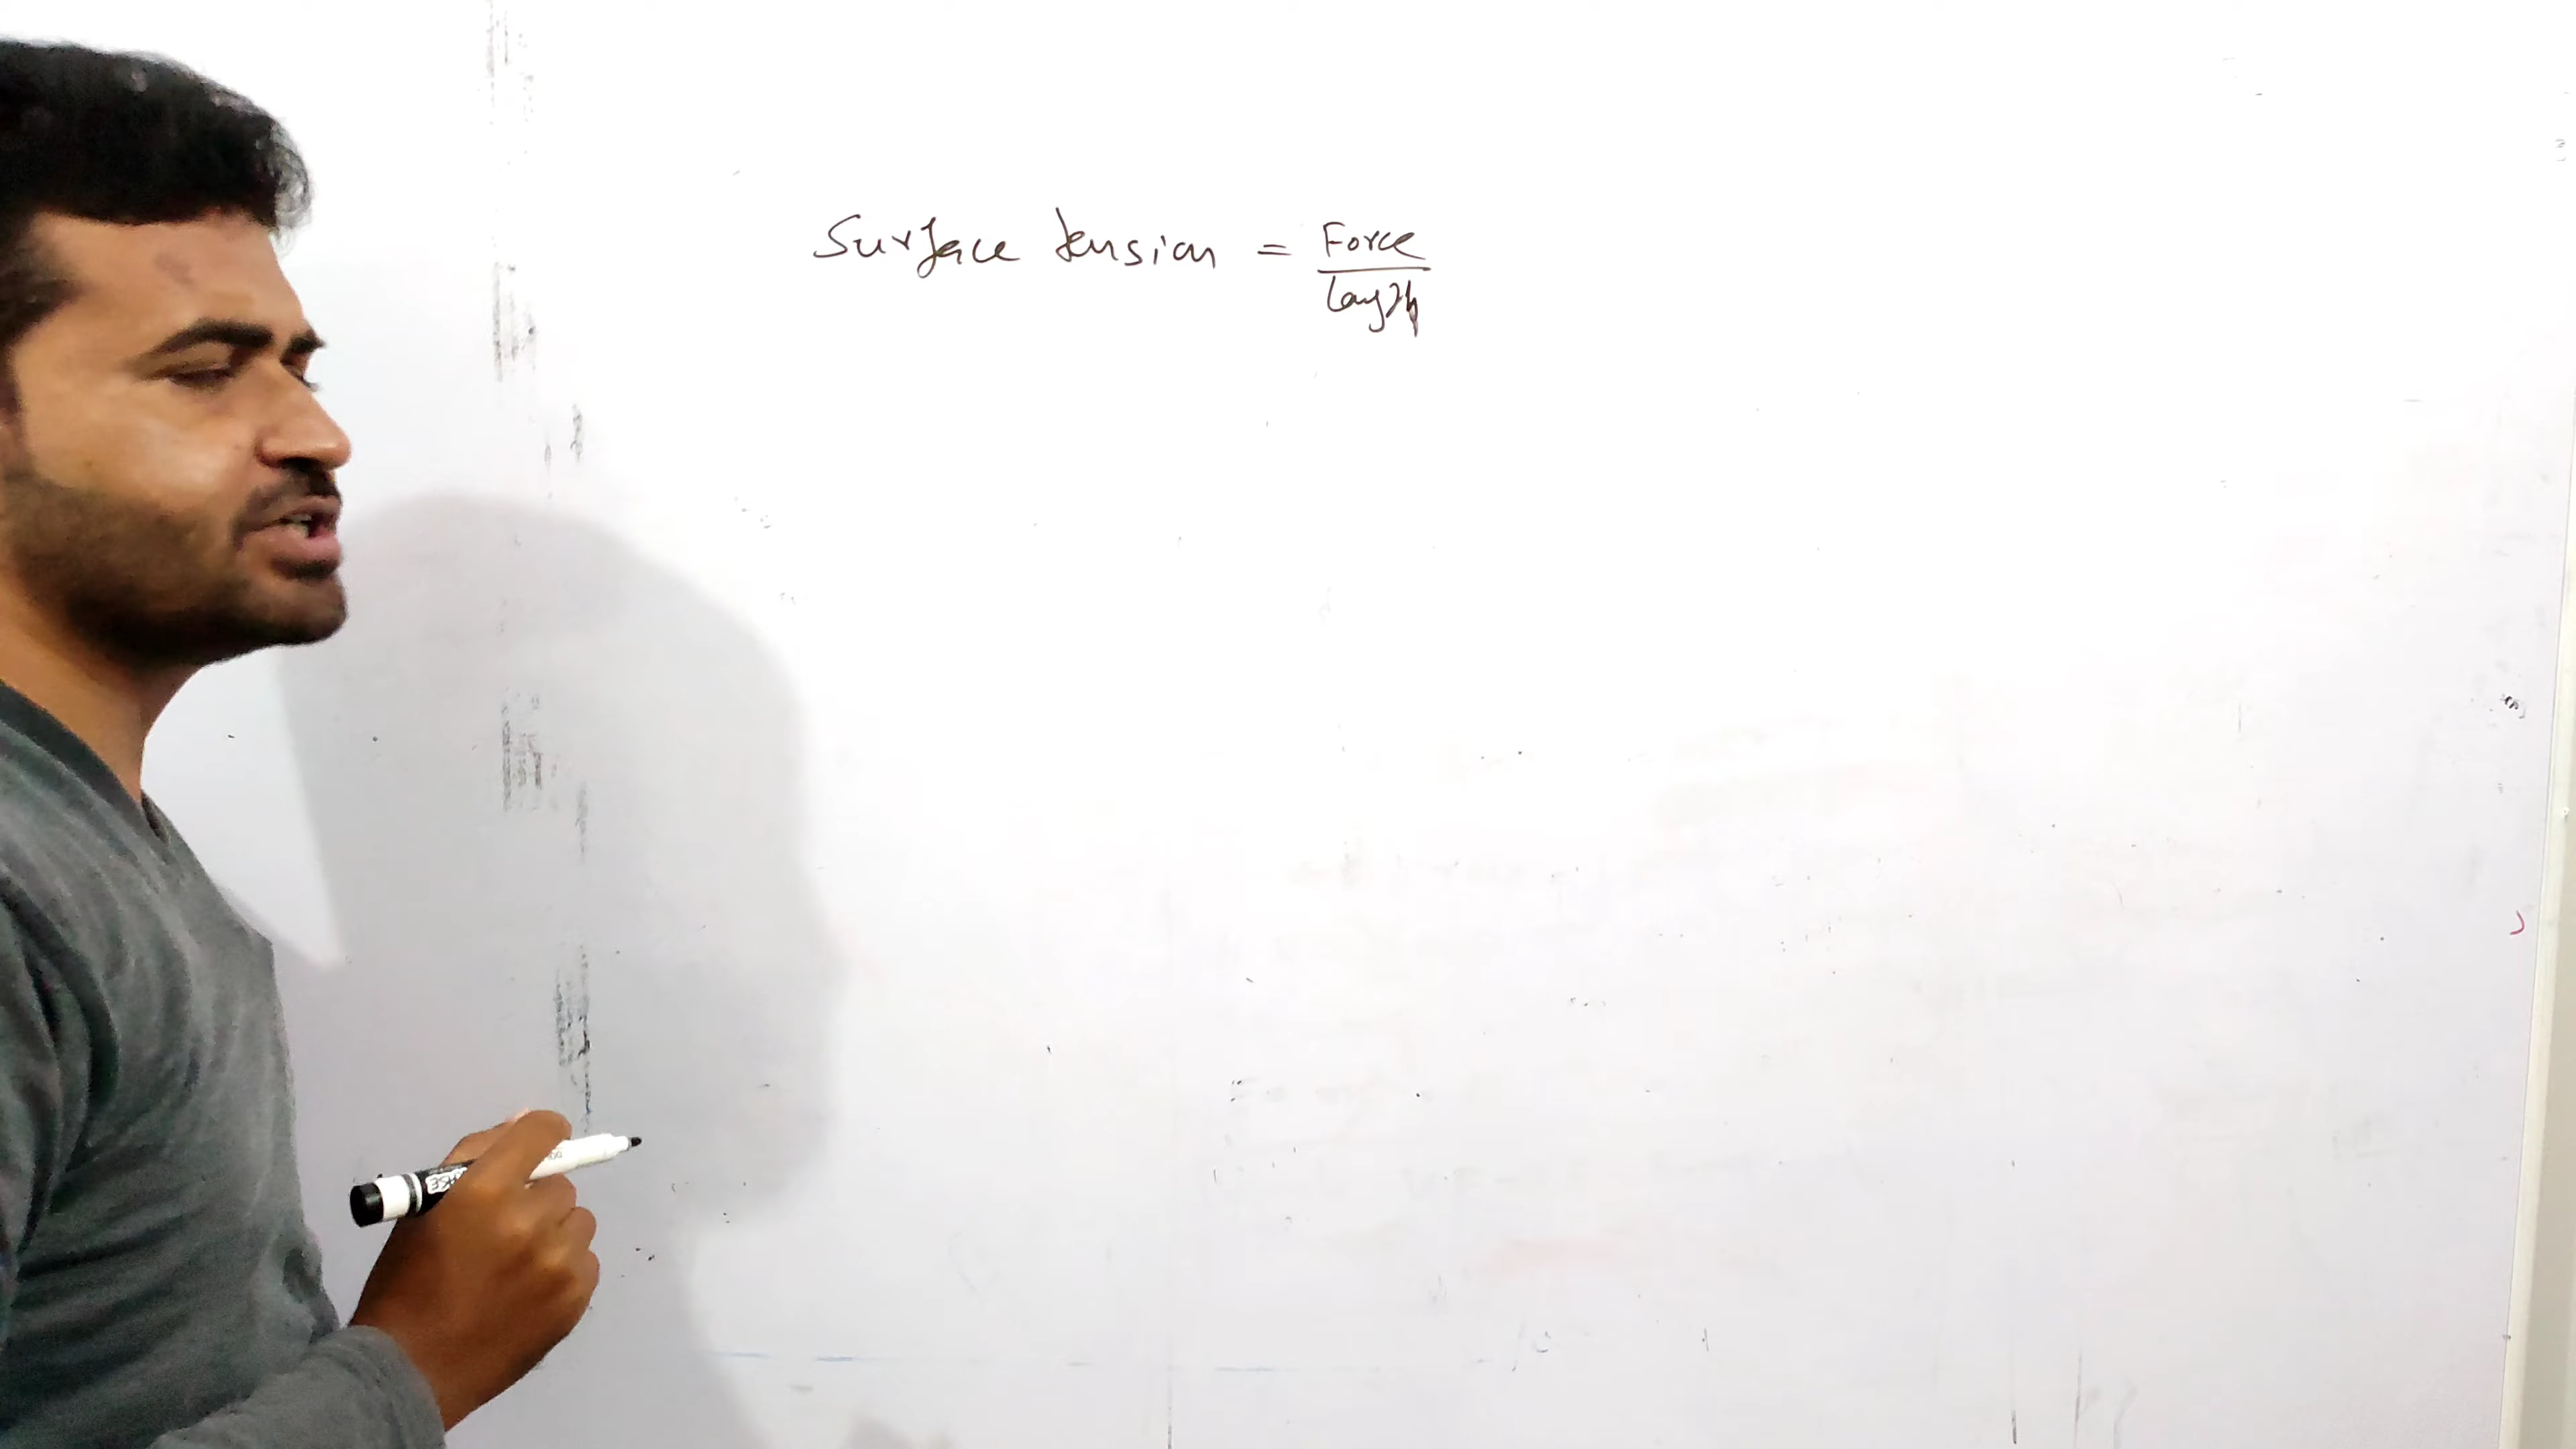 Surface tension = Force / length